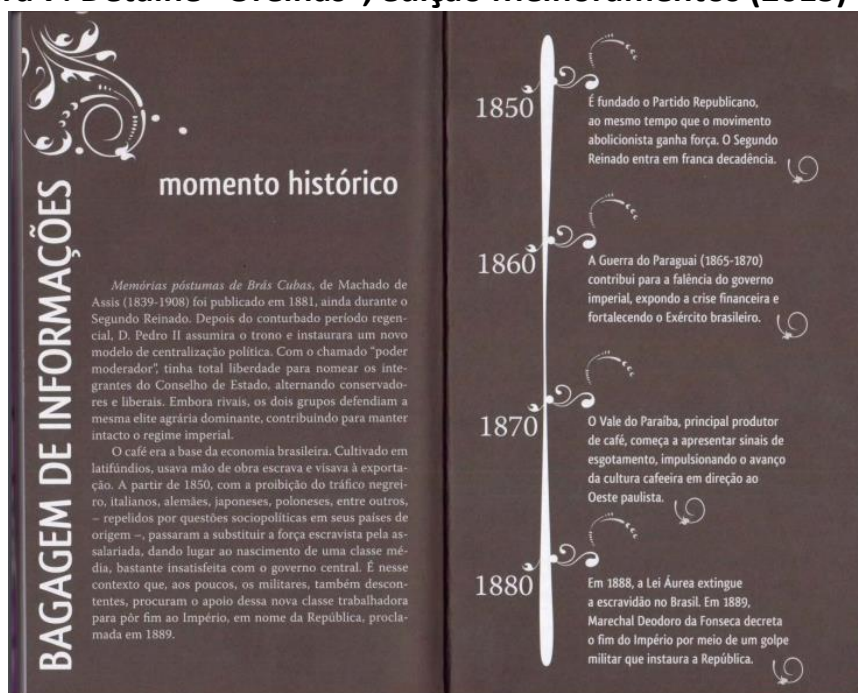 BAGAGEM DE INFORMAÇÕES
momento histórico
Memórias póstumas de Brás Cubas, de Machado de
Assis (1839-1908) foi publicado em 1881, ainda durante o
Segundo Reinado. Depois do conturbado período regen-
cial, D. Pedro II assumira o trono e instaurara um novo
modelo de centralização política. Com o chamado “poder
moderador”, tinha total liberdade para nomear os inte-
grantes do Conselho de Estado, alternando conservado-
res e liberais. Embora rivais, os dois grupos defendiam a
mesma elite agrária dominante, contribuindo para manter
intacto o regime imperial.
O café era a base da economia brasileira. Cultivado em
latifúndios, usava mão de obra escrava e visava à exporta-
ção. A partir de 1850, com a proibição do tráfico negrei-
ro, italianos, alemães, japoneses, poloneses, entre outros,
– repelidos por questões sociopolíticas em seus países de
origem –, passaram a substituir a força escravista pela as-
salariada, dando lugar ao nascimento de uma classe mé-
dia, bastante insatisfeita com o governo central. É nesse
contexto que, aos poucos, os militares, também descon-
tentes, procuram o apoio dessa nova classe trabalhadora
para pôr fim ao Império, em nome da República, procla-
mada em 1889.
1850
É fundado o Partido Republicano,
ao mesmo tempo que o movimento
abolicionista ganha força. O Segundo
Reinado entra em franca decadência.
1860
A Guerra do Paraguai (1865-1870)
contribui para a falência do governo
imperial, expondo a crise financeira e
fortalecendo o Exército brasileiro.
1870
O Vale do Paraíba, principal produtor
de café, começa a apresentar sinais de
esgotamento, impulsionando o avanço
da cultura cafeeira em direção ao
Oeste paulista.
1880
Em 1888, a Lei Áurea extingue
a escravidão no Brasil. Em 1889,
Marechal Deodoro da Fonseca decreta
o fim do Império por meio de um golpe
militar que instaura a República.